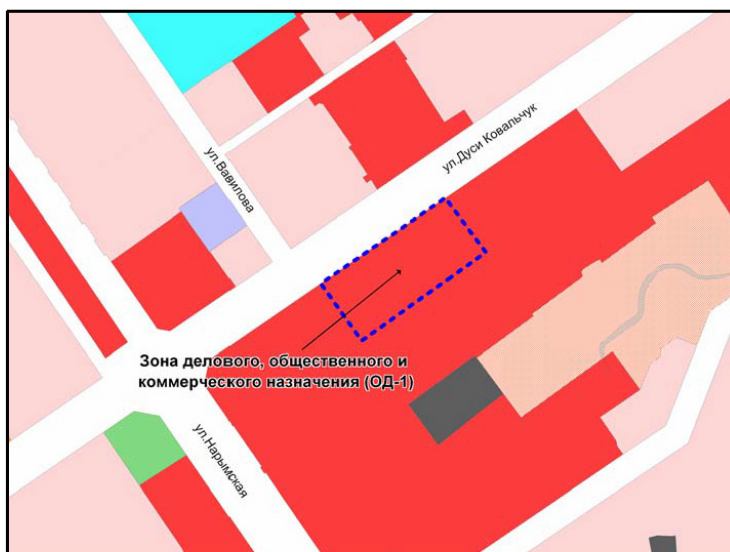 ул.Дуси Ковальчук
ул.Вавилова
Зона делового, общественного и
коммерческого назначения (ОД-1)
ул.Нарымская